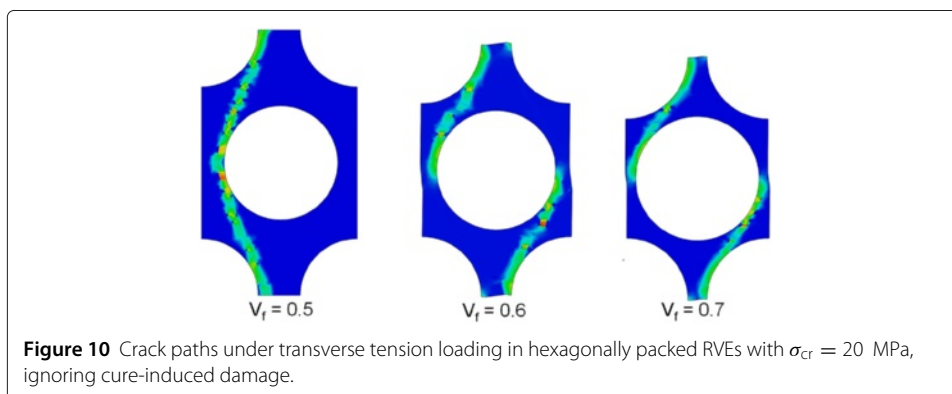 V_f = 0.5
V_f = 0.6
V_f = 0.7
Figure 10 Crack paths under transverse tension loading in hexagonally packed RVEs with σ_cr = 20 MPa,
ignoring cure-induced damage.